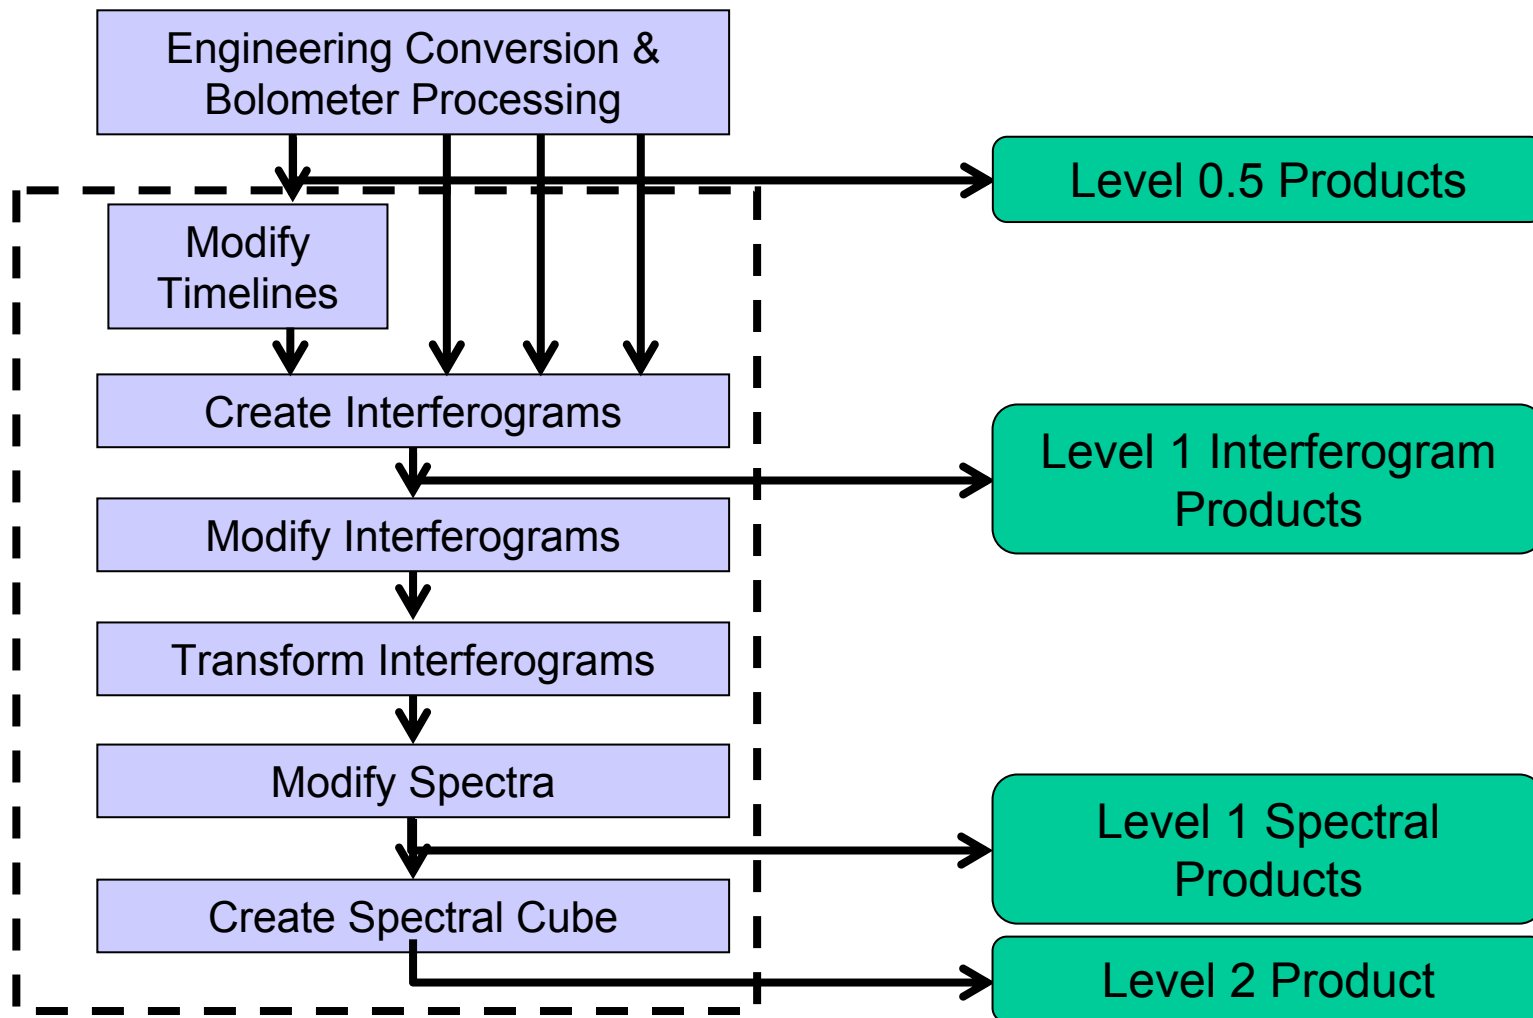 Engineering Conversion &
Bolometer Processing
Level 0.5 Products
Modify
Timelines
Create Interferograms
Level 1 Interferogram
Products
Modify Interferograms
Transform Interferograms
Modify Spectra
Level 1 Spectral
Products
Create Spectral Cube
Level 2 Product